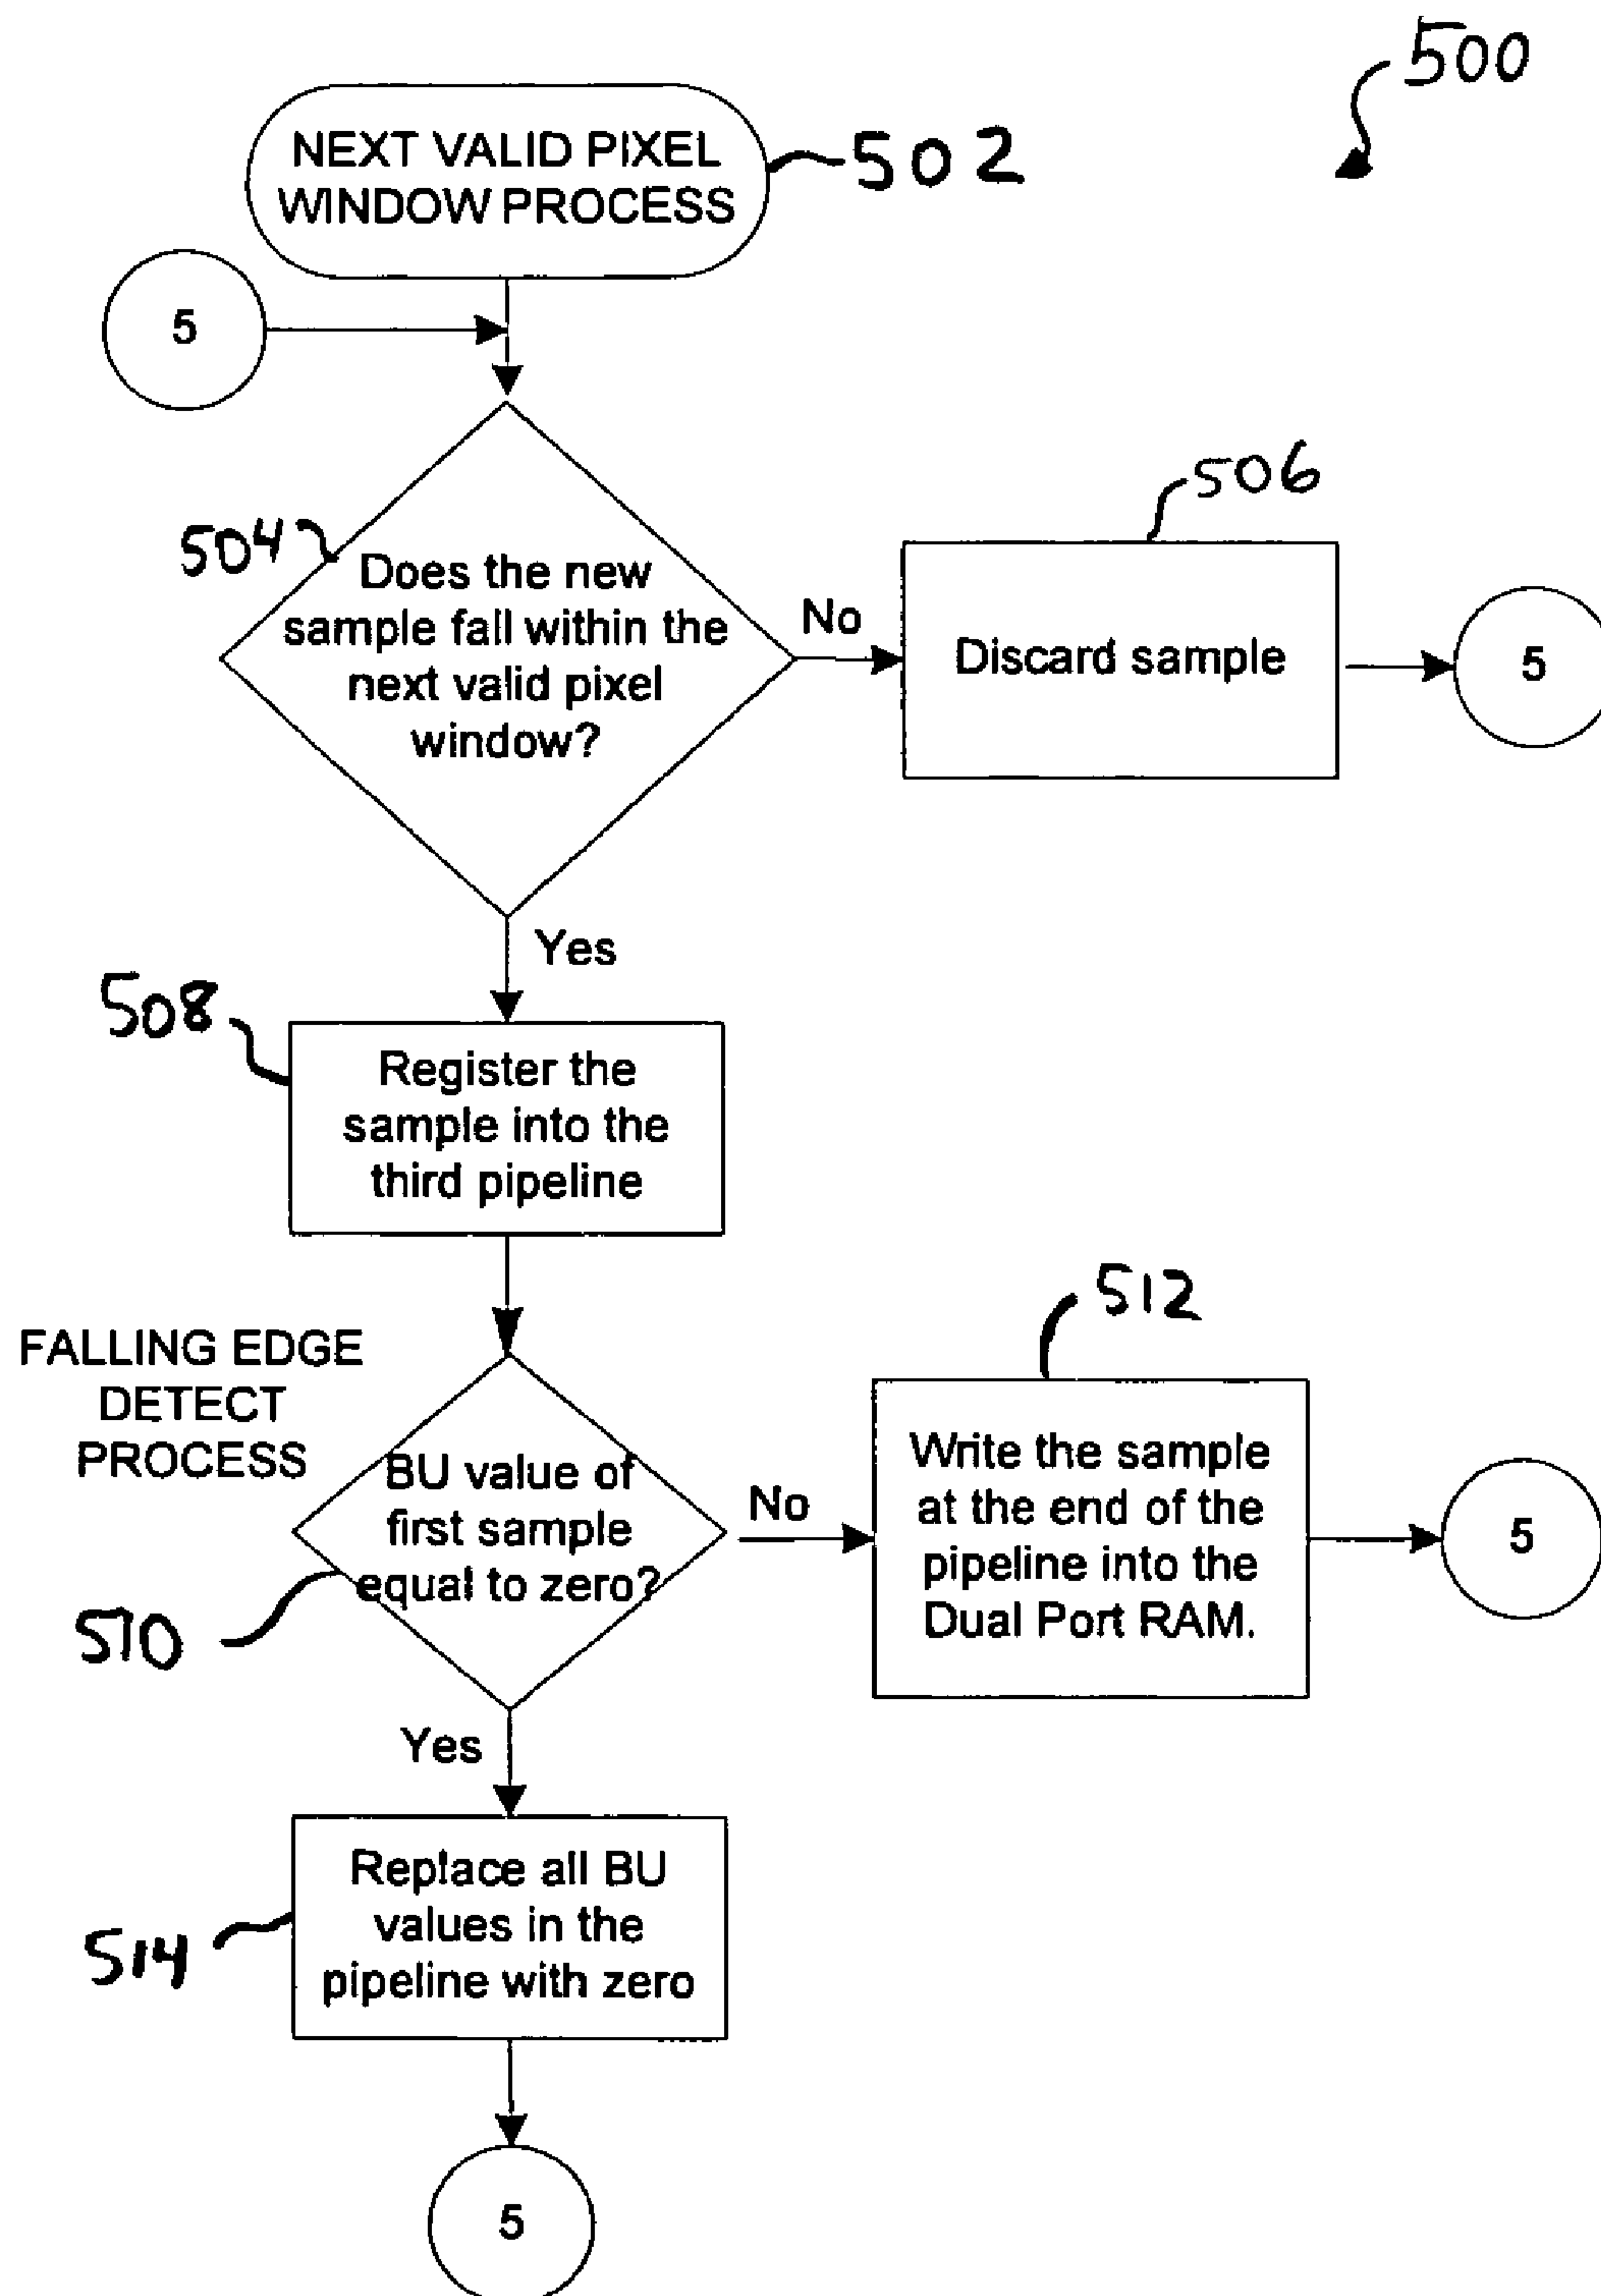 500
NEXT VALID PIXEL
WINDOW PROCESS
502
5
504
Does the new
sample fall within the
next valid pixel
window?
No
506
Discard sample
5
Yes
508
Register the
sample into the
third pipeline
FALLING EDGE
DETECT
PROCESS
BU value of
first sample
equal to zero?
510
No
512
Write the sample
at the end of the
pipeline into the
Dual Port RAM.
5
Yes
514
Replace all BU
values in the
pipeline with zero
5